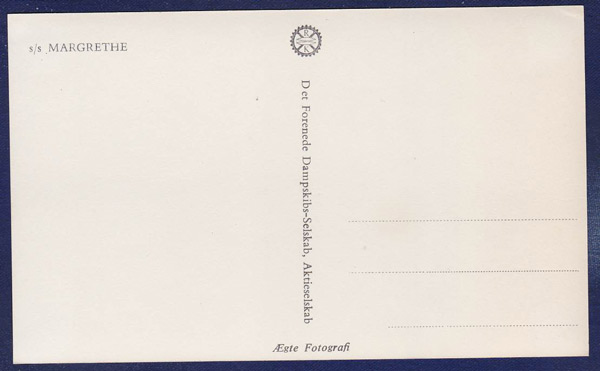 s/s MARGRETHE
R
K
Det Forenede Dampskibs-Selskab, Aktieselskab
Ægte Fotografi